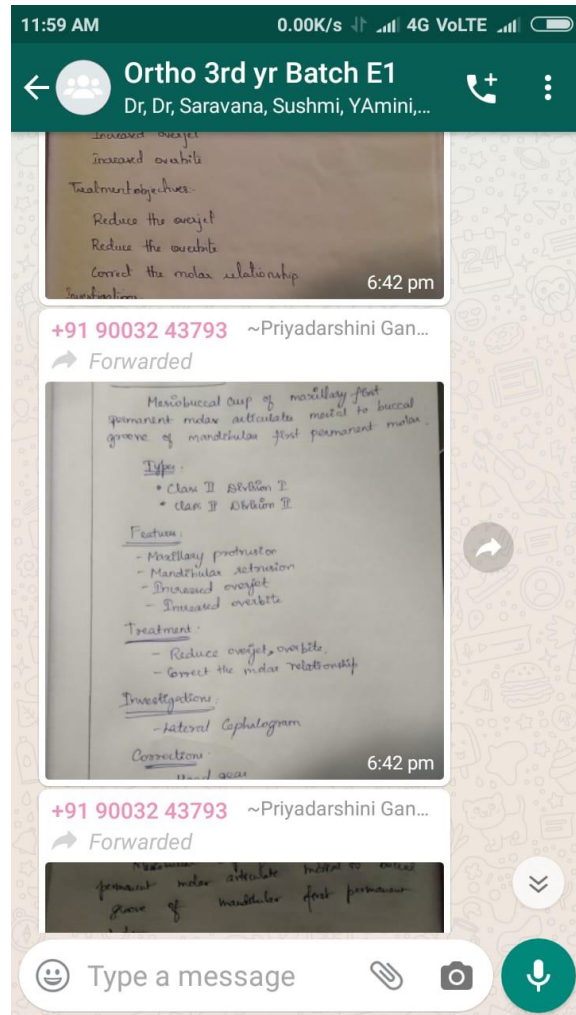 11:59 AM 0.00K/s 4G VoLTE
Ortho 3rd yr Batch E1
Dr, Dr, Saravana, Sushmi, YAmini,...
Increased overjet
increased overbite
Treatment objectives:-
Reduce the overjet
Reduce the overbite
Correct the molar relationship
Investigation
6:42 pm
+91 90032 43793 ~Priyadarshini Gan...
Forwarded
Mesiobuccal cusp of maxillary first
permanent molar articulates mesial to buccal
groove of mandibular first permanent molar.
Types:
• Class II Division I
• Class II Division II
Features:
- Maxillary protrusion
- Mandibular retrusion
- Increased overjet
- Increased overbite
Treatment:
- Reduce overjet, overbite.
- Correct the molar relationship
Investigations:
- Lateral Cephalogram
Corrections:
Head gear
6:42 pm
+91 90032 43793 ~Priyadarshini Gan...
Forwarded
permanent molar articulate mesial to buccal
groove of mandibular first permanent
Type a message